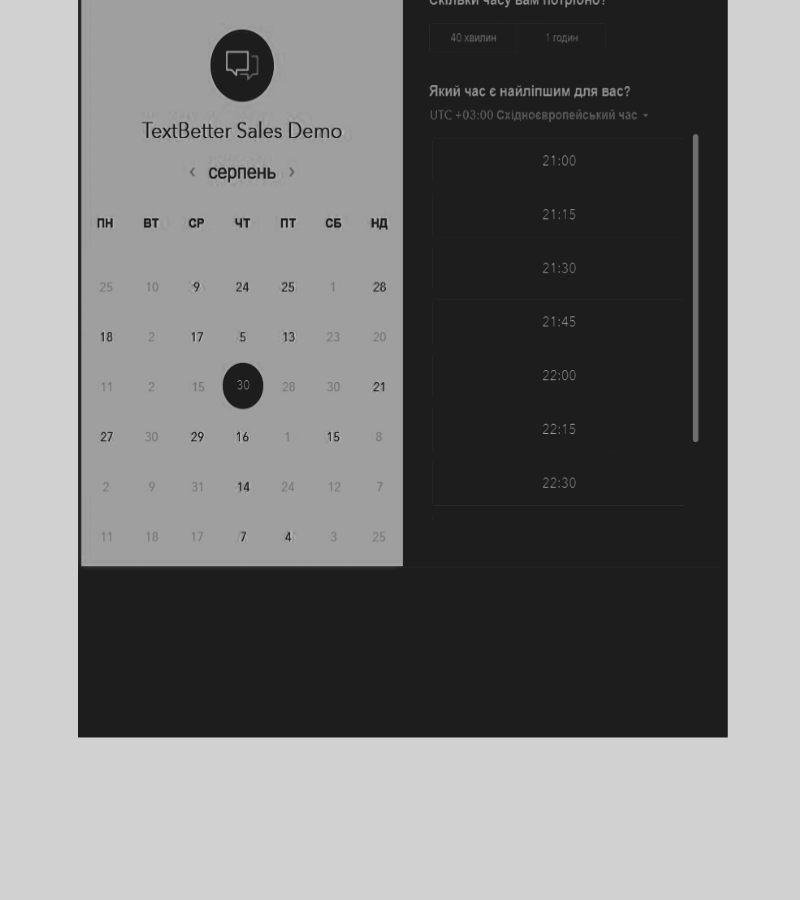 TextBetter Sales Demo
‹ серпень ›
ПН ВТ СР ЧТ ПТ СБ НД
25 10 9 24 25 1 28
18 2 17 5 13 23 20
11 2 15 30 28 30 21
27 30 29 16 1 15 8
2 9 31 14 24 12 7
11 18 17 7 4 3 25
Скільки часу вам потрібно?
40 хвилин 1 годин
Який час є найліпшим для вас?
UTC +03:00 Східноєвропейський час
21:00
21:15
21:30
21:45
22:00
22:15
22:30